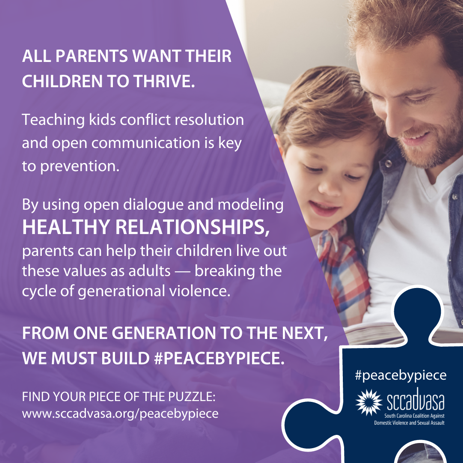 ALL PARENTS WANT THEIR
CHILDREN TO THRIVE.
Teaching kids conflict resolution
and open communication is key
to prevention.
By using open dialogue and modeling
HEALTHY RELATIONSHIPS,
parents can help their children live out
these values as adults — breaking the
cycle of generational violence.
FROM ONE GENERATION TO THE NEXT,
WE MUST BUILD #PEACEBYPIECE.
FIND YOUR PIECE OF THE PUZZLE:
www.sccadvasa.org/peacebypiece
#peacebypiece
sccadvasa
South Carolina Coalition Against
Domestic Violence and Sexual Assault